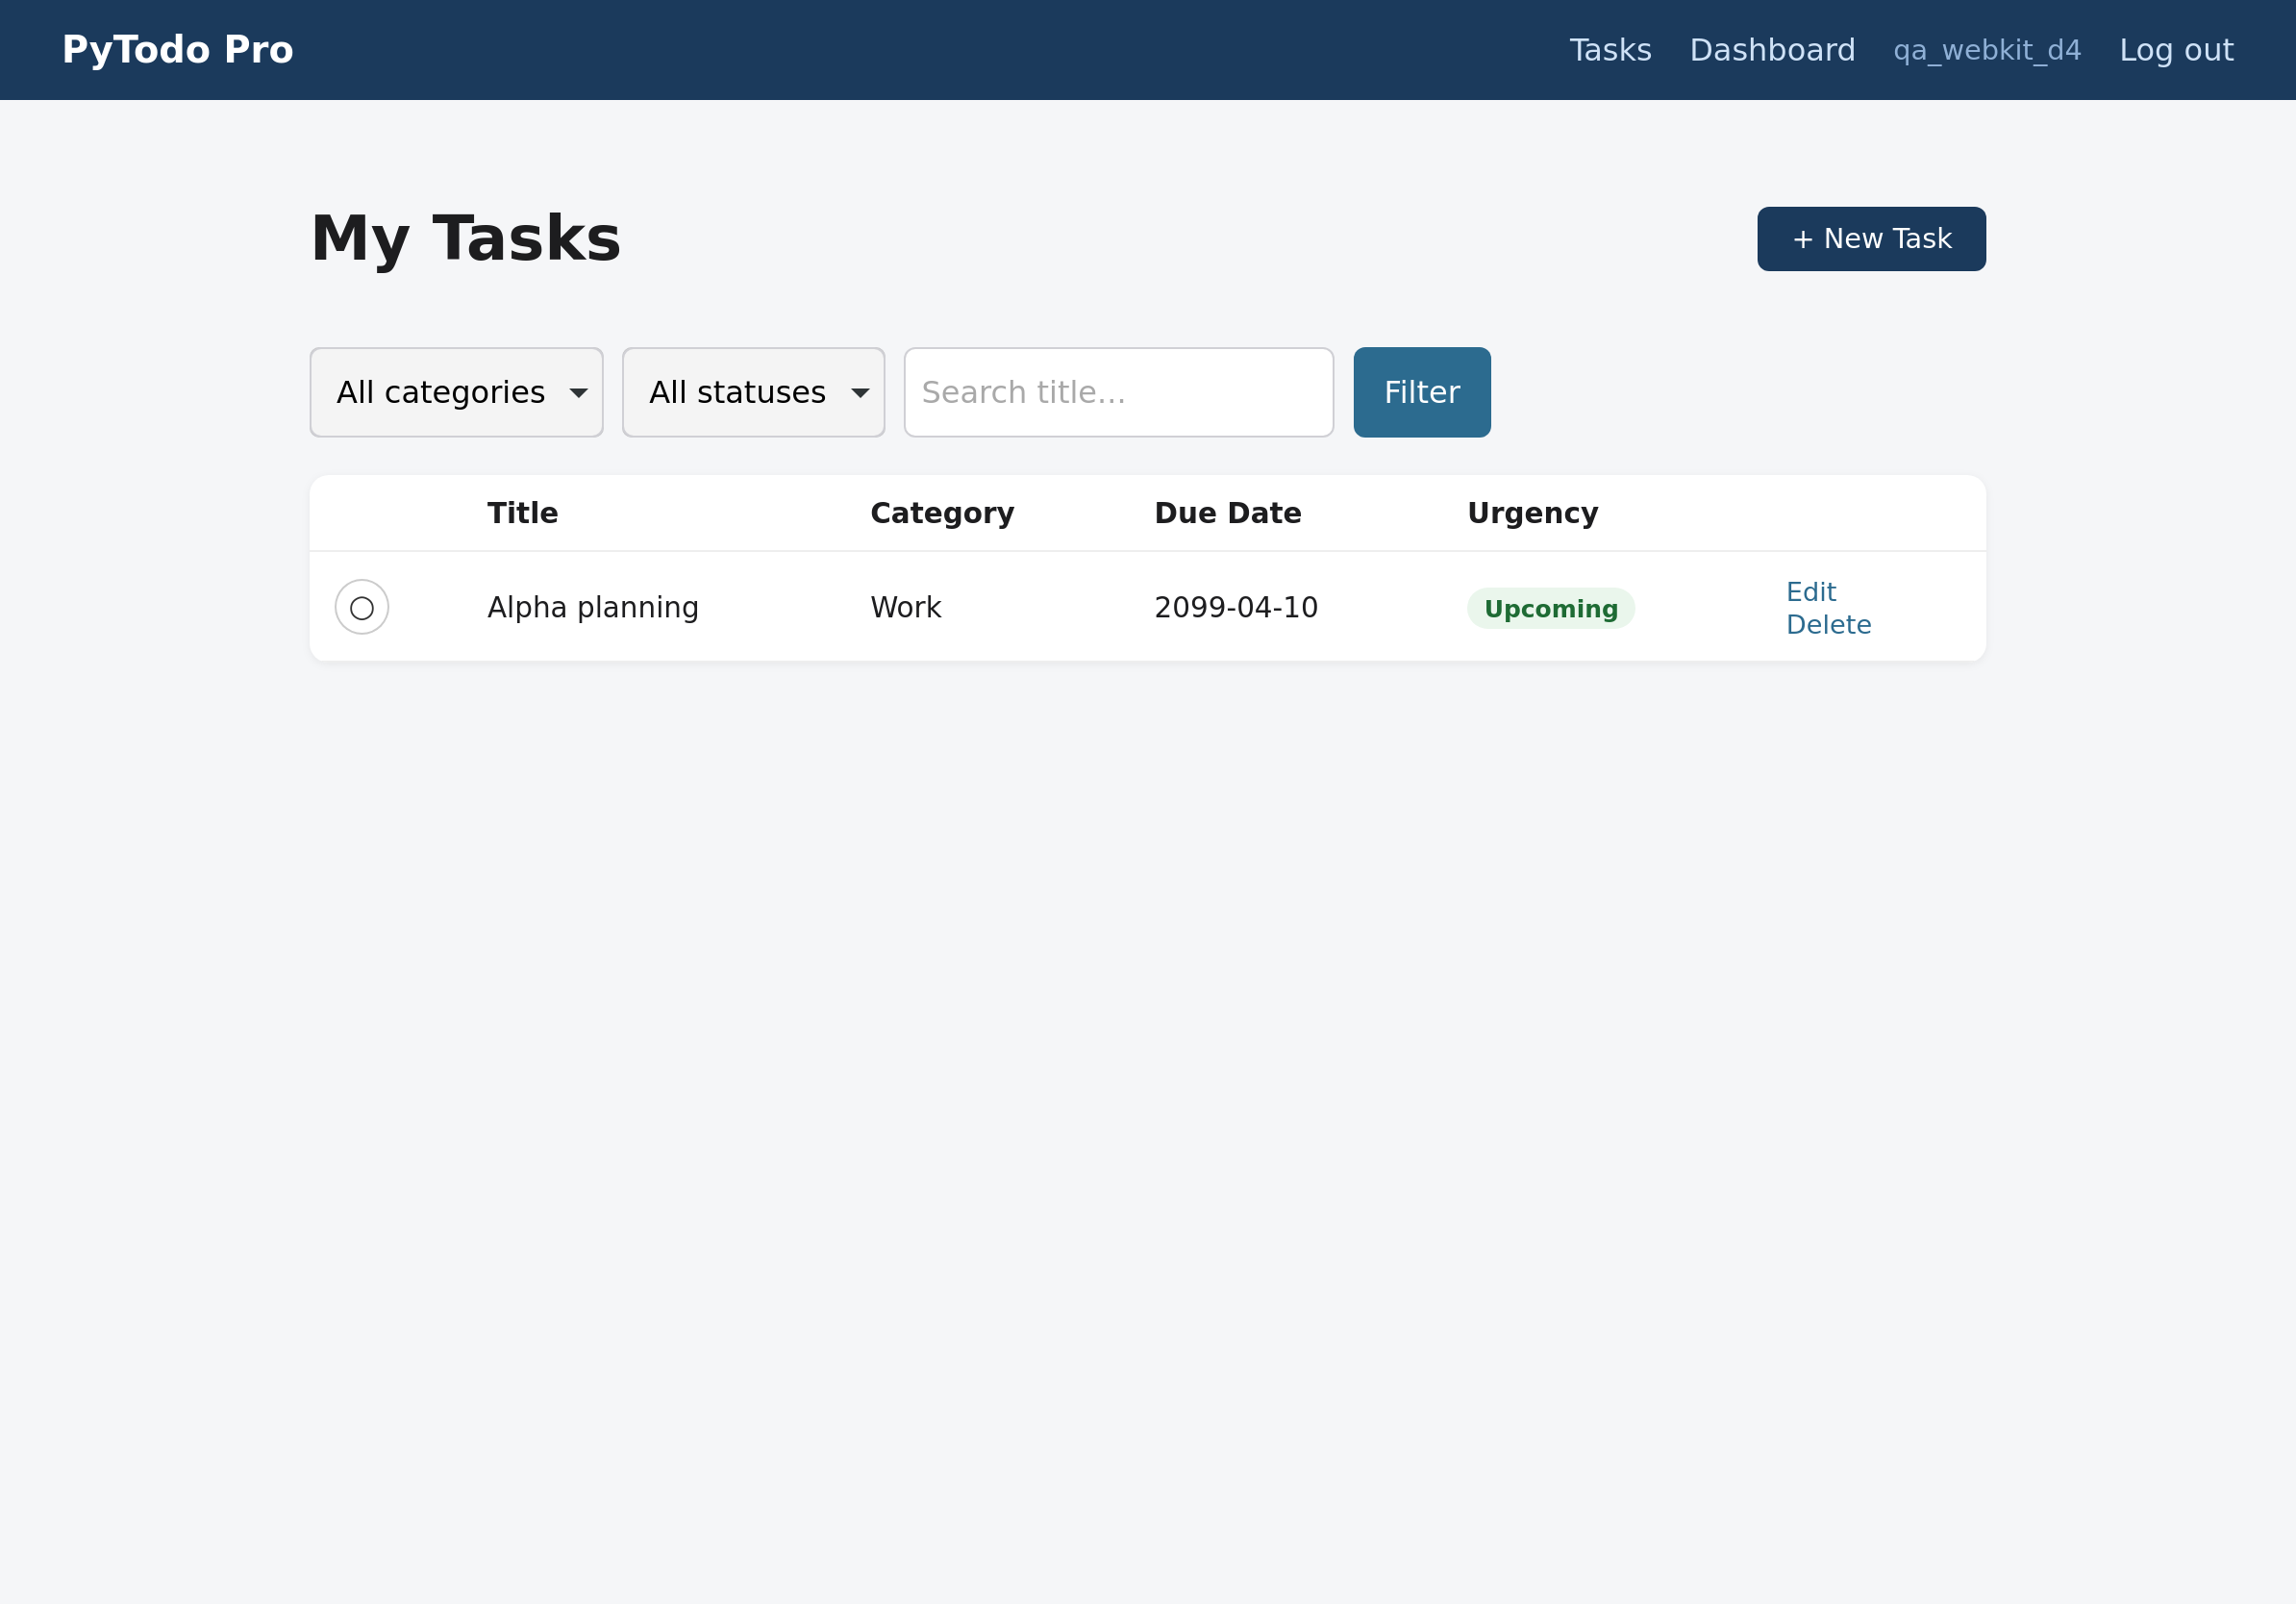 PyTodo Pro Tasks Dashboard qa_webkit_d4 Log out
My Tasks + New Task
All categories All statuses Search title... Filter
Title Category Due Date Urgency
Alpha planning Work 2099-04-10 Upcoming Edit
Delete